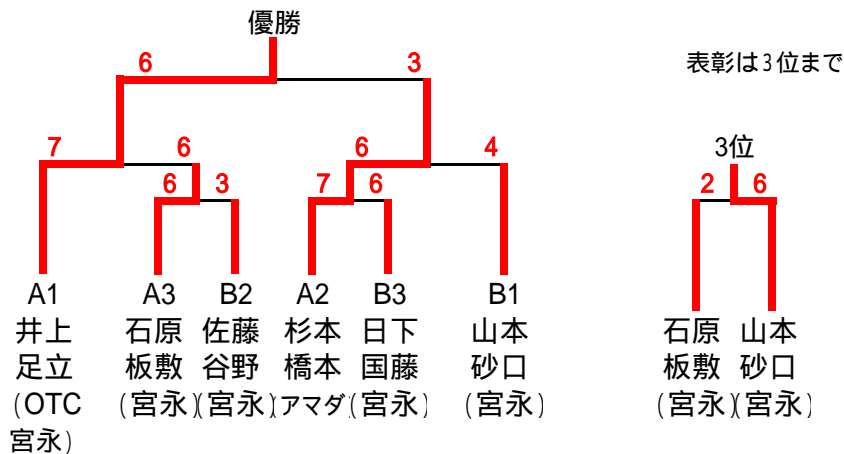 優勝
6 3
表彰は3位まで
7 6 6 4
3位
6 3 7 6
2 6
A1 A3 B2 A2 B3 B1
井上 石原 佐藤 杉本 日下 山本 石原 山本
足立 板敷 谷野 橋本 国藤 砂口 板敷 砂口
(OTC (宮永) (宮永) (アマダ) (宮永) (宮永) (宮永) (宮永)
宮永)